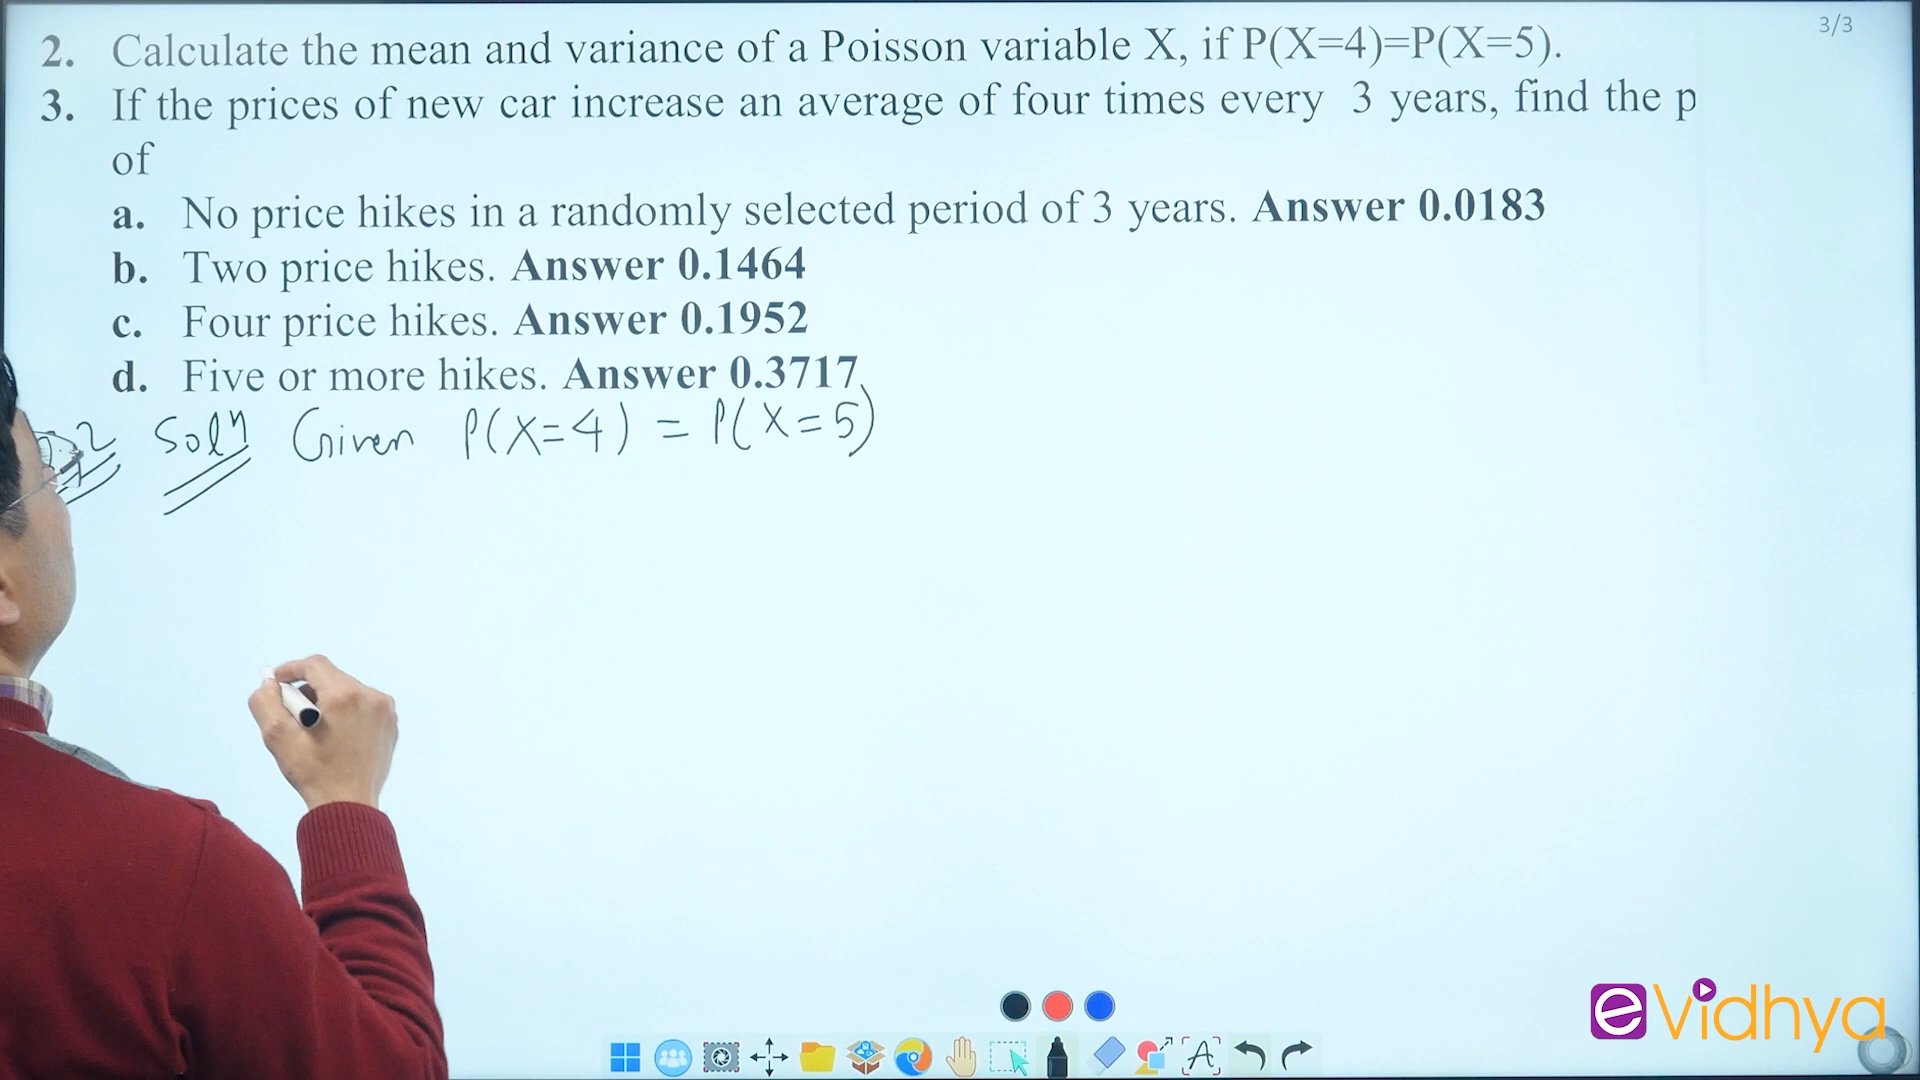 3/3
2. Calculate the mean and variance of a Poisson variable X, if P(X=4)=P(X=5).
3. If the prices of new car increase an average of four times every 3 years, find the p
of
a. No price hikes in a randomly selected period of 3 years. Answer 0.0183
b. Two price hikes. Answer 0.1464
c. Four price hikes. Answer 0.1952
d. Five or more hikes. Answer 0.3717
2 Solⁿ Given P(X=4) = P(X=5)
eVidhya